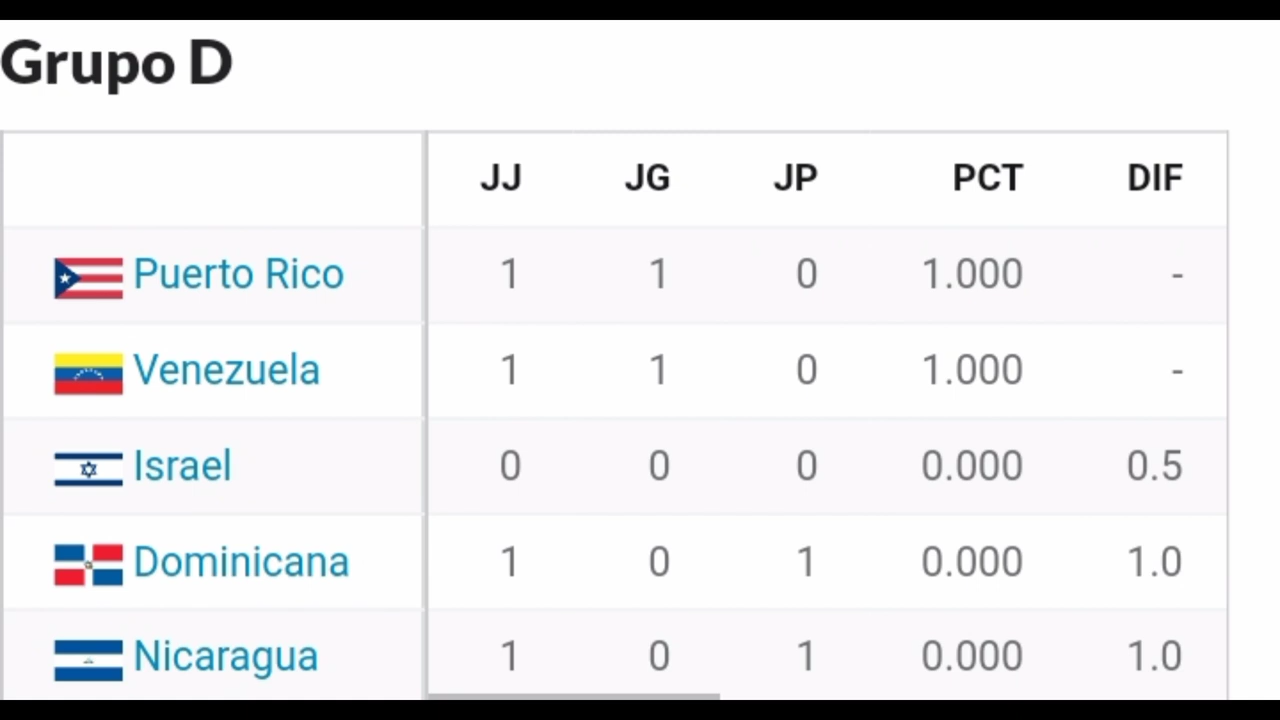 Grupo D
JJ JG JP PCT DIF
Puerto Rico 1 1 0 1.000 -
Venezuela 1 1 0 1.000 -
Israel 0 0 0 0.000 0.5
Dominicana 1 0 1 0.000 1.0
Nicaragua 1 0 1 0.000 1.0